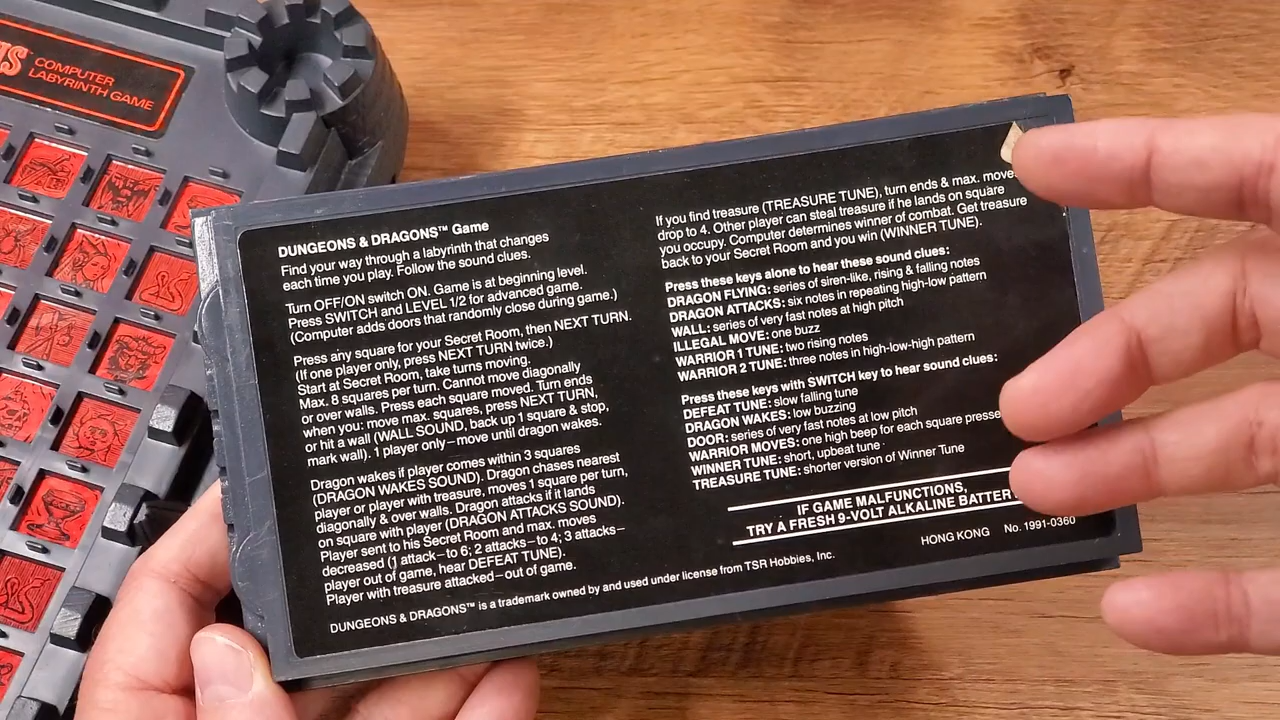 COMPUTER
LABYRINTH GAME
DUNGEONS & DRAGONS™ Game
Find your way through a labyrinth that changes
each time you play. Follow the sound clues.
Turn OFF/ON switch ON. Game is at beginning level.
Press SWITCH and LEVEL 1/2 for advanced game.
(Computer adds doors that randomly close during game.)
Press any square for your Secret Room, then NEXT TURN.
(If one player only, press NEXT TURN twice.)
Start at Secret Room, take turns moving.
Max. 8 squares per turn. Cannot move diagonally
or over walls. Press each square moved. Turn ends
when you: move max. squares, press NEXT TURN,
or hit a wall (WALL SOUND, back up 1 square & stop,
mark wall). 1 player only—move until dragon wakes.
Dragon wakes if player comes within 3 squares
(DRAGON WAKES SOUND). Dragon chases nearest
player or player with treasure, moves 1 square per turn,
diagonally & over walls. Dragon attacks if it lands
on square with player (DRAGON ATTACKS SOUND).
Player sent to his Secret Room and max. moves
decreased (1 attack—to 6; 2 attacks—to 4; 3 attacks—
player out of game, hear DEFEAT TUNE).
Player with treasure attacked—out of game.
If you find treasure (TREASURE TUNE), turn ends & max. moves
drop to 4. Other player can steal treasure if he lands on square
you occupy. Computer determines winner of combat. Get treasure
back to your Secret Room and you win (WINNER TUNE).
Press these keys alone to hear these sound clues:
DRAGON FLYING: series of siren-like, rising & falling notes
DRAGON ATTACKS: six notes in repeating high-low pattern
WALL: series of very fast notes at high pitch
ILLEGAL MOVE: one buzz
WARRIOR 1 TUNE: two rising notes
WARRIOR 2 TUNE: three notes in high-low-high pattern
Press these keys with SWITCH key to hear sound clues:
DEFEAT TUNE: slow falling tune
DRAGON WAKES: low buzzing
DOOR: series of very fast notes at low pitch
WARRIOR MOVES: one high beep for each square presse
WINNER TUNE: short, upbeat tune
TREASURE TUNE: shorter version of Winner Tune
IF GAME MALFUNCTIONS,
TRY A FRESH 9-VOLT ALKALINE BATTERY
HONG KONG No. 1991-0360
DUNGEONS & DRAGONS™ is a trademark owned by and used under license from TSR Hobbies, Inc.